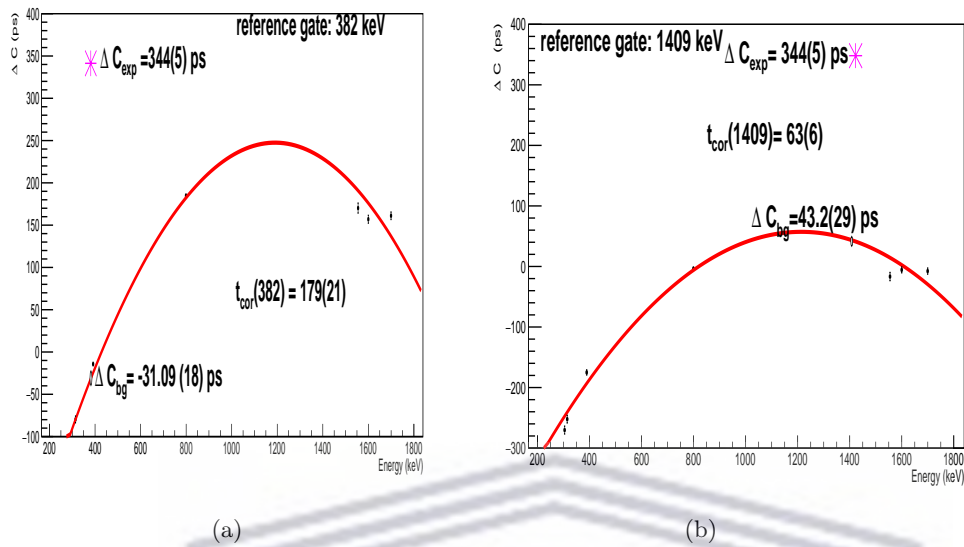 reference gate: 382 keV
Δ C_exp =344(5) ps
t_cor(382) = 179(21)
Δ C_bg= -31.09 (18) ps
Δ C (ps)
400
350
300
250
200
150
100
50
0
−50
−100
200 400 600 800 1000 1200 1400 1600 1800
Energy (keV)
(a)
reference gate: 1409 keV
Δ C_exp= 344(5) ps
t_cor(1409) = 63(6)
Δ C_bg=43.2(29) ps
Δ C (ps)
400
300
200
100
0
−100
−200
−300
200 400 600 800 1000 1200 1400 1600 1800
Energy (keV)
(b)